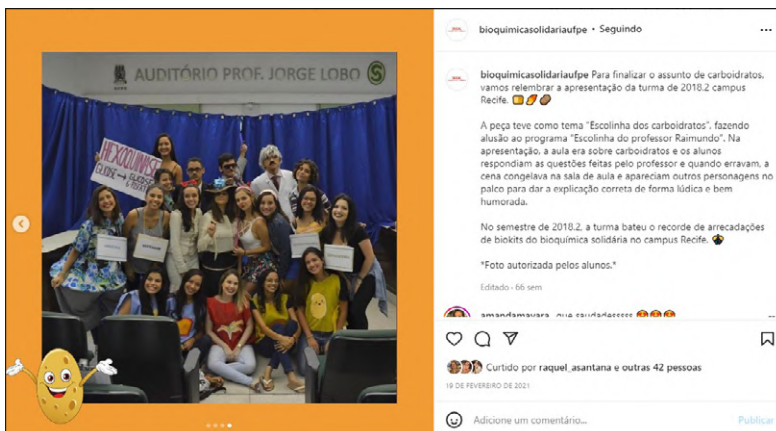 AUDITÓRIO PROF. JORGE LOBO
HEXOQUINASE
bioquimicasolidariaufpe • Seguindo
bioquimicasolidariaufpe Para finalizar o assunto de carboidratos,
vamos relembrar a apresentação da turma de 2018.2 campus
Recife.
A peça teve como tema "Escolinha dos carboidratos", fazendo
alusão ao programa "Escolinha do professor Raimundo". Na
apresentação, a aula era sobre carboidratos e os alunos
respondiam as questões feitas pelo professor e quando erravam, a
cena congelava na sala de aula e apareciam outros personagens no
palco para dar a explicação correta de forma lúdica e bem
humorada.
No semestre de 2018.2, a turma bateu o recorde de arrecadações
de biokits do bioquímica solidária no campus Recife.
*Foto autorizada pelos alunos.*
Editado • 66 sem
amandamayara_ que saudadesssss
Curtido por raquel_asantana e outras 42 pessoas
19 DE FEVEREIRO DE 2021
Adicione um comentário...
Publicar